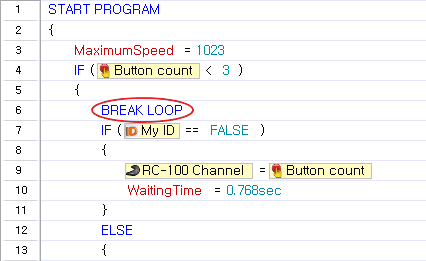 1 START PROGRAM
2 {
3 MaximumSpeed = 1023
4 IF ( Button count < 3 )
5 {
6 BREAK LOOP
7 IF ( ID My ID == FALSE )
8 {
9 RC-100 Channel = Button count
10 WaitingTime = 0.768sec
11 }
12 ELSE
13 {